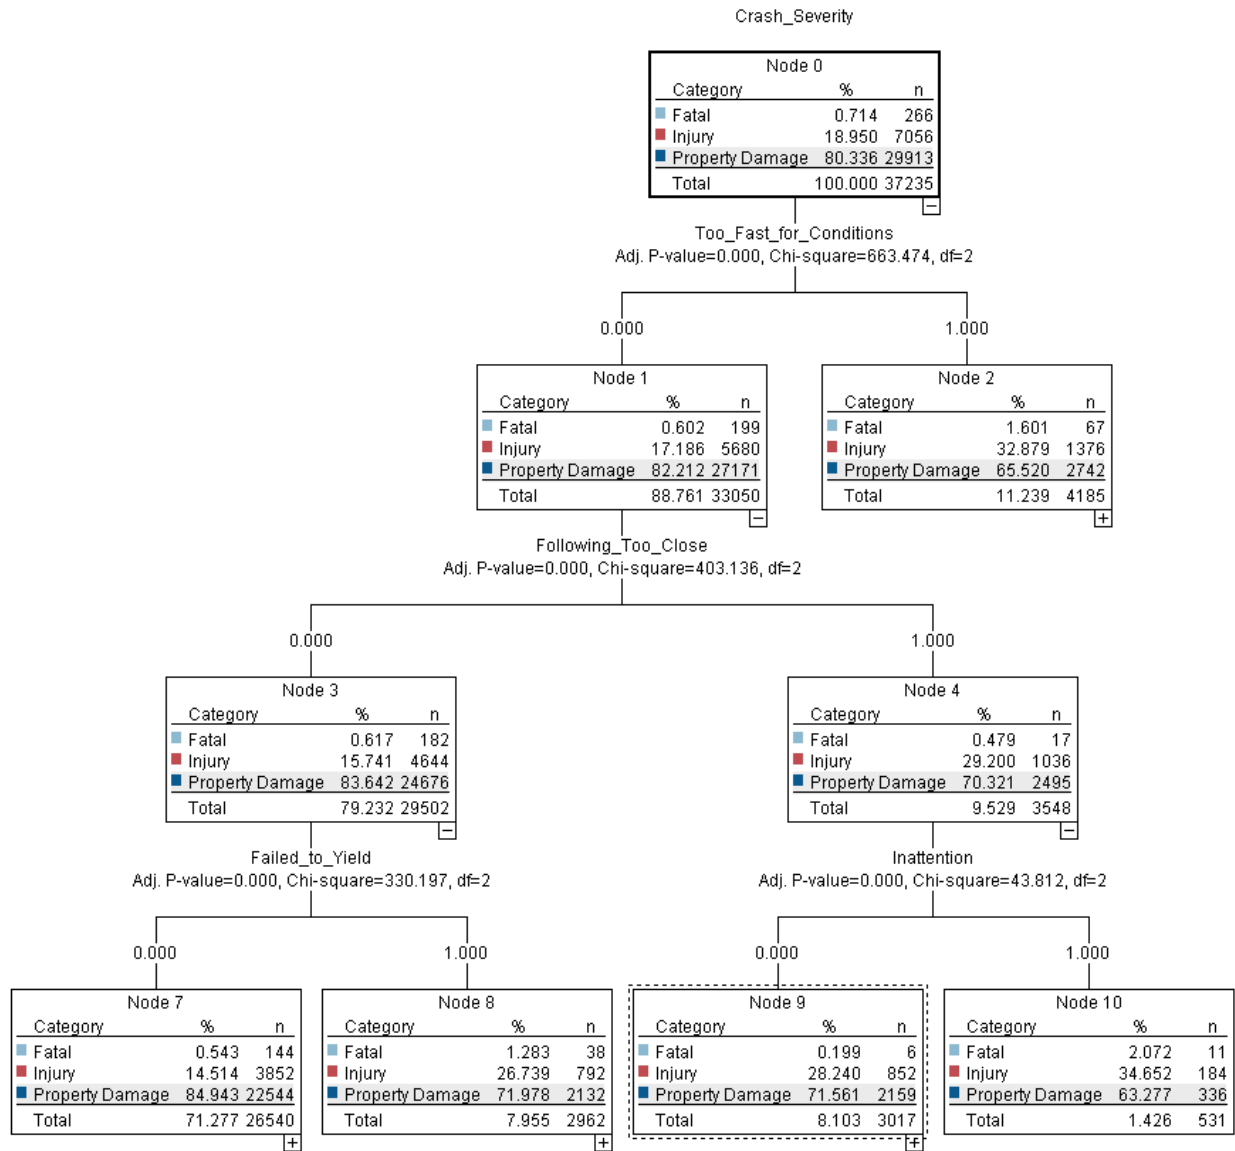 Crash_Severity
Node 0
Category % n
Fatal 0.714 266
Injury 18.950 7056
Property Damage 80.336 29913
Total 100.000 37235
Too_Fast_for_Conditions
Adj. P-value=0.000, Chi-square=663.474, df=2
0.000
1.000
Node 1
Category % n
Fatal 0.602 199
Injury 17.186 5680
Property Damage 82.212 27171
Total 88.761 33050
Node 2
Category % n
Fatal 1.601 67
Injury 32.879 1376
Property Damage 65.520 2742
Total 11.239 4185
Following_Too_Close
Adj. P-value=0.000, Chi-square=403.136, df=2
0.000
1.000
Node 3
Category % n
Fatal 0.617 182
Injury 15.741 4644
Property Damage 83.642 24676
Total 79.232 29502
Node 4
Category % n
Fatal 0.479 17
Injury 29.200 1036
Property Damage 70.321 2495
Total 9.529 3548
Failed_to_Yield
Adj. P-value=0.000, Chi-square=330.197, df=2
Inattention
Adj. P-value=0.000, Chi-square=43.812, df=2
0.000
1.000
0.000
1.000
Node 7
Category % n
Fatal 0.543 144
Injury 14.514 3852
Property Damage 84.943 22544
Total 71.277 26540
Node 8
Category % n
Fatal 1.283 38
Injury 26.739 792
Property Damage 71.978 2132
Total 7.955 2962
Node 9
Category % n
Fatal 0.199 6
Injury 28.240 852
Property Damage 71.561 2159
Total 8.103 3017
Node 10
Category % n
Fatal 2.072 11
Injury 34.652 184
Property Damage 63.277 336
Total 1.426 531